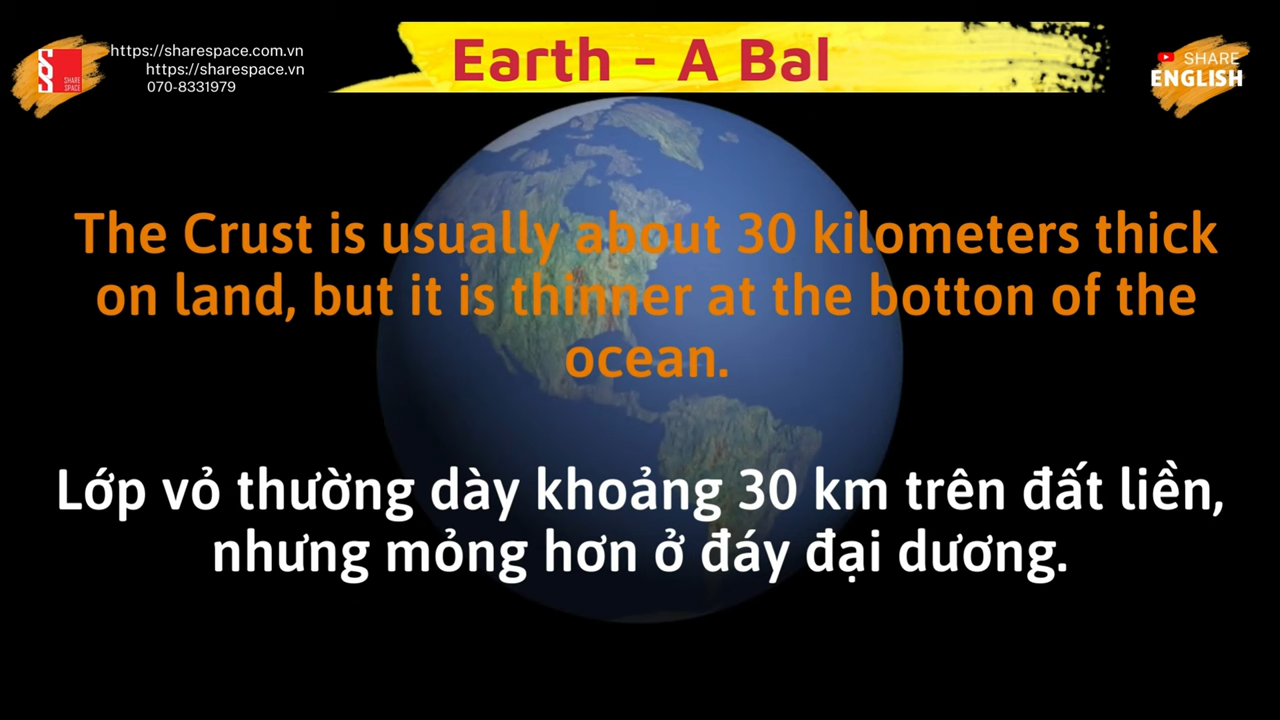 https://sharespace.com.vn
https://sharespace.vn
070-8331979
SHARE
SPACE
Earth - A Bal
SHARE
ENGLISH
The Crust is usually about 30 kilometers thick
on land, but it is thinner at the botton of the
ocean.
Lớp vỏ thường dày khoảng 30 km trên đất liền,
nhưng mỏng hơn ở đáy đại dương.